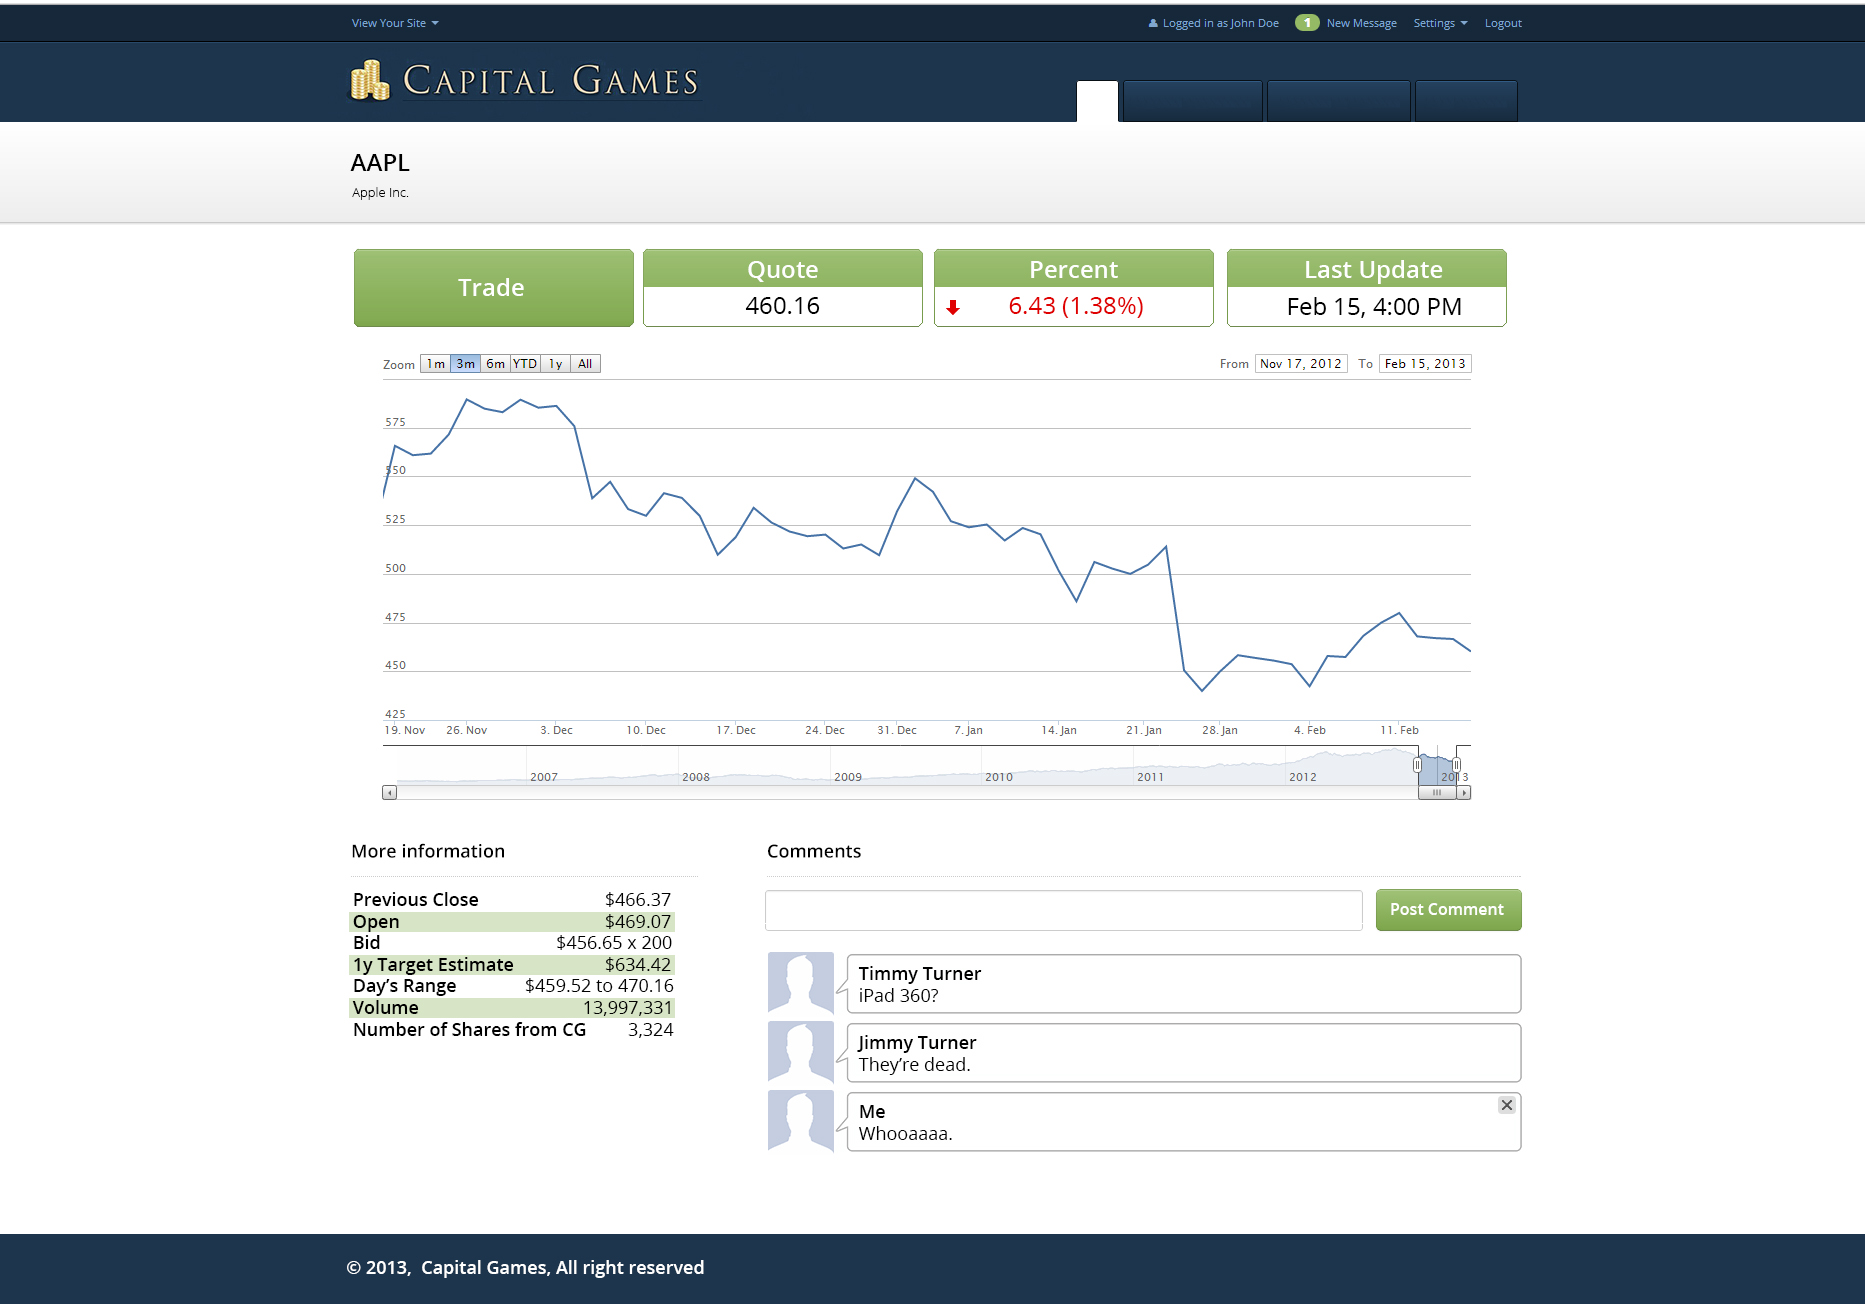 View Your Site
Logged in as John Doe 1 New Message Settings Logout
CAPITAL GAMES
AAPL
Apple Inc.
Trade
Quote
460.16
Percent
6.43 (1.38%)
Last Update
Feb 15, 4:00 PM
Zoom 1m 3m 6m YTD 1y All
From Nov 17, 2012 To Feb 15, 2013
575
550
525
500
475
450
425
19. Nov 26. Nov 3. Dec 10. Dec 17. Dec 24. Dec 31. Dec 7. Jan 14. Jan 21. Jan 28. Jan 4. Feb 11. Feb
2007 2008 2009 2010 2011 2012 2013
More information
Previous Close $466.37
Open $469.07
Bid $456.65 x 200
1y Target Estimate $634.42
Day’s Range $459.52 to 470.16
Volume 13,997,331
Number of Shares from CG 3,324
Comments
Post Comment
Timmy Turner
iPad 360?
Jimmy Turner
They’re dead.
Me
Whooaaaa.
© 2013, Capital Games, All right reserved